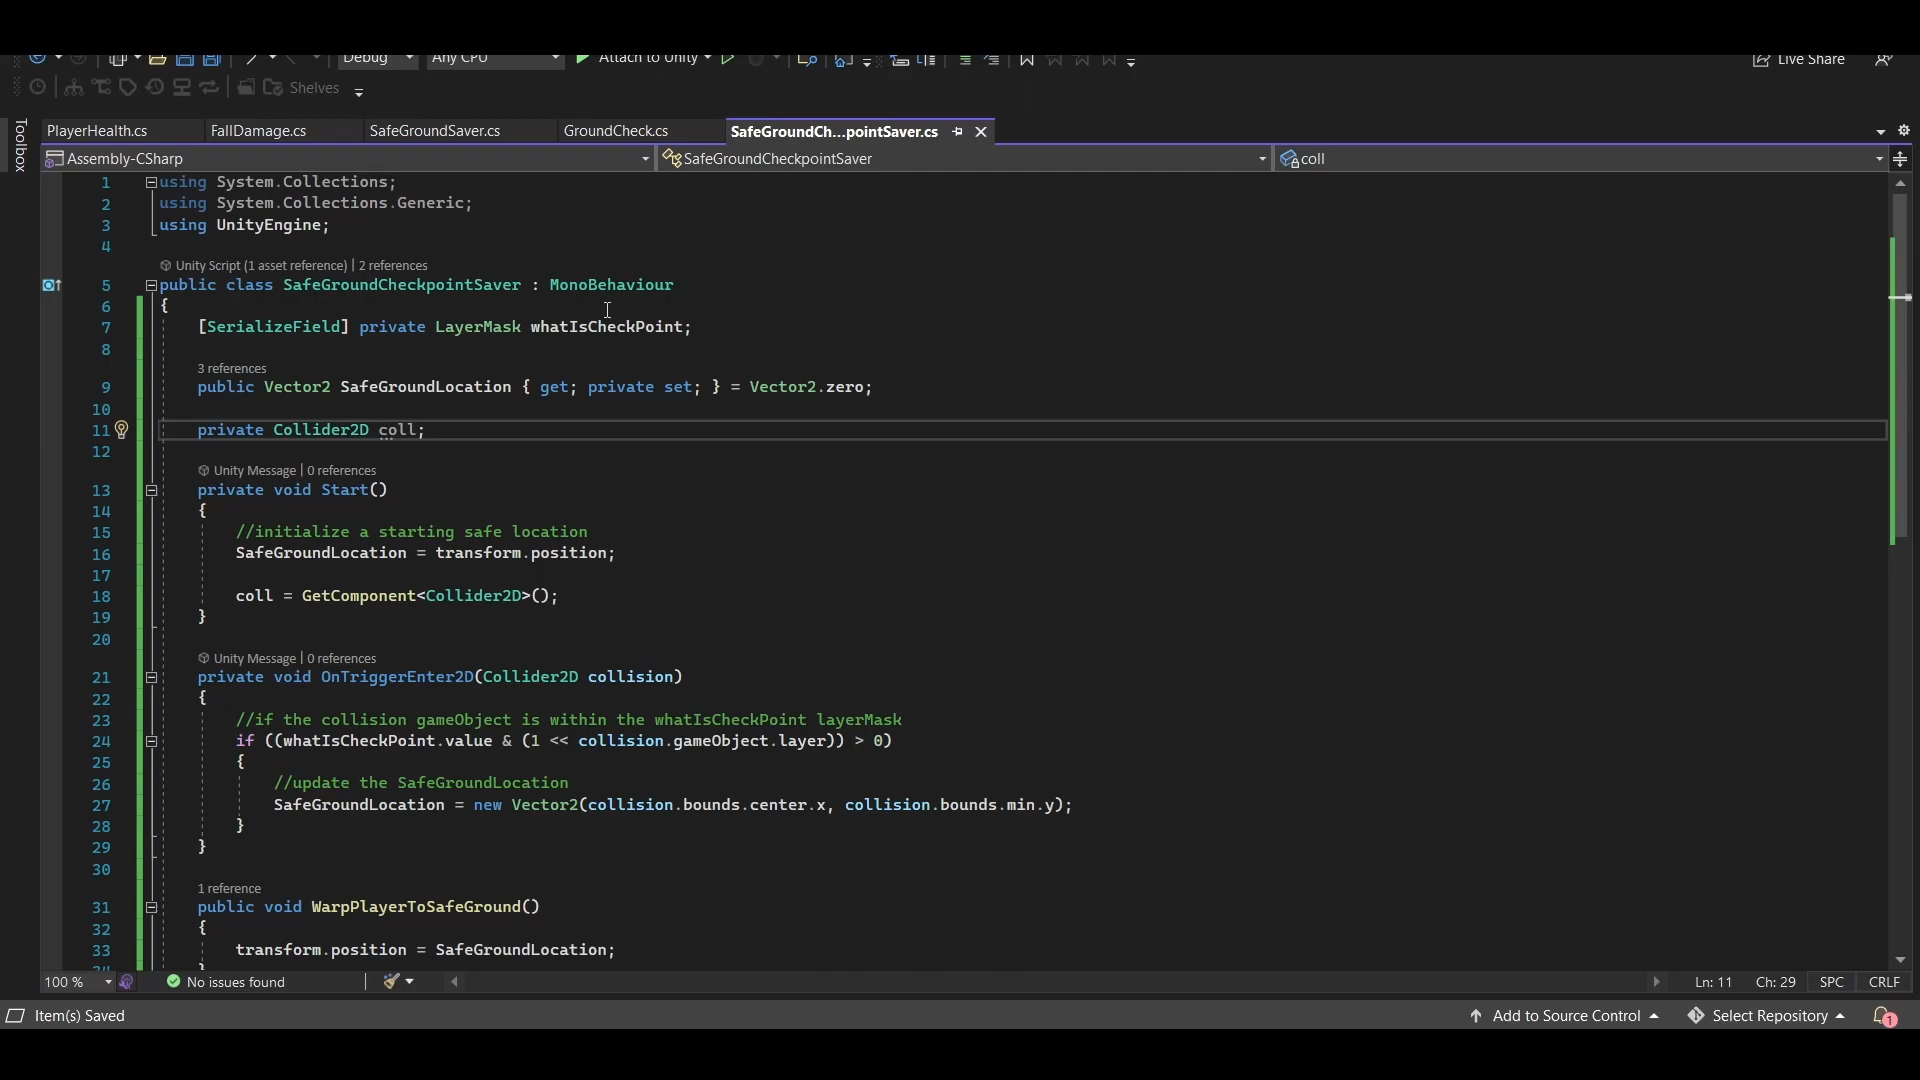 Debug Any CPU Attach to Unity Live Share
Shelves
Toolbox
PlayerHealth.cs FallDamage.cs SafeGroundSaver.cs GroundCheck.cs SafeGroundCh...pointSaver.cs
Assembly-CSharp SafeGroundCheckpointSaver coll
1 using System.Collections;
2 using System.Collections.Generic;
3 using UnityEngine;
4
Unity Script (1 asset reference) | 2 references
5 public class SafeGroundCheckpointSaver : MonoBehaviour
6 {
7 [SerializeField] private LayerMask whatIsCheckPoint;
8
3 references
9 public Vector2 SafeGroundLocation { get; private set; } = Vector2.zero;
10
11 private Collider2D coll;
12
Unity Message | 0 references
13 private void Start()
14 {
15 //initialize a starting safe location
16 SafeGroundLocation = transform.position;
17
18 coll = GetComponent<Collider2D>();
19 }
20
Unity Message | 0 references
21 private void OnTriggerEnter2D(Collider2D collision)
22 {
23 //if the collision gameObject is within the whatIsCheckPoint layerMask
24 if ((whatIsCheckPoint.value & (1 << collision.gameObject.layer)) > 0)
25 {
26 //update the SafeGroundLocation
27 SafeGroundLocation = new Vector2(collision.bounds.center.x, collision.bounds.min.y);
28 }
29 }
30
1 reference
31 public void WarpPlayerToSafeGround()
32 {
33 transform.position = SafeGroundLocation;
34 }
100 % No issues found Ln: 11 Ch: 29 SPC CRLF
Item(s) Saved Add to Source Control Select Repository 1